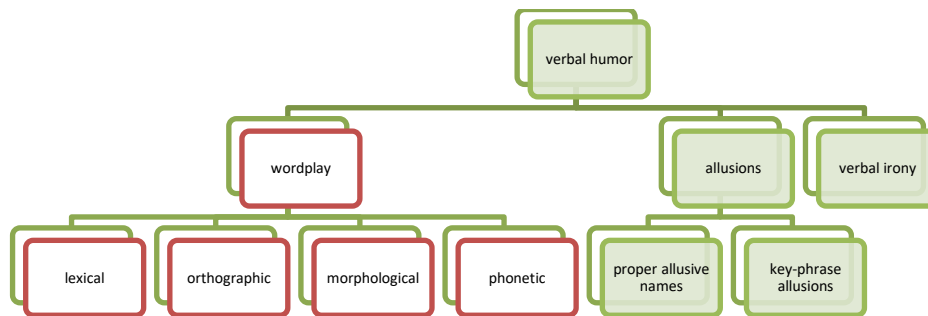 verbal humor
wordplay
allusions
verbal irony
lexical
orthographic
morphological
phonetic
proper allusive
names
key-phrase
allusions